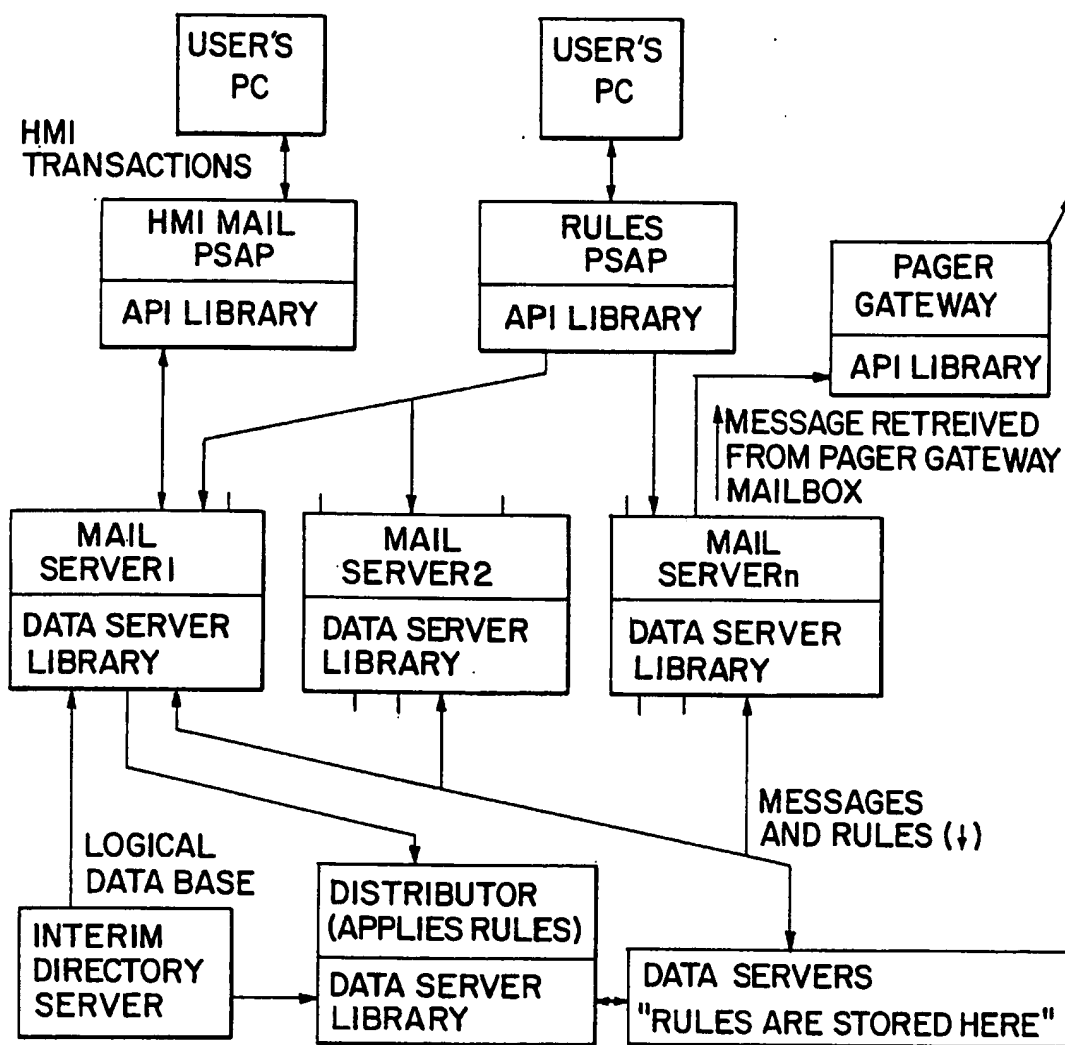 USER'S
PC
USER'S
PC
HMI
TRANSACTIONS
HMI MAIL
PSAP
API LIBRARY
RULES
PSAP
API LIBRARY
PAGER
GATEWAY
API LIBRARY
MESSAGE RETREIVED
FROM PAGER GATEWAY
MAILBOX
MAIL
SERVER1
DATA SERVER
LIBRARY
MAIL
SERVER2
DATA SERVER
LIBRARY
MAIL
SERVERn
DATA SERVER
LIBRARY
MESSAGES
AND RULES (↓)
LOGICAL
DATA BASE
INTERIM
DIRECTORY
SERVER
DISTRIBUTOR
(APPLIES RULES)
DATA SERVER
LIBRARY
DATA SERVERS
"RULES ARE STORED HERE"